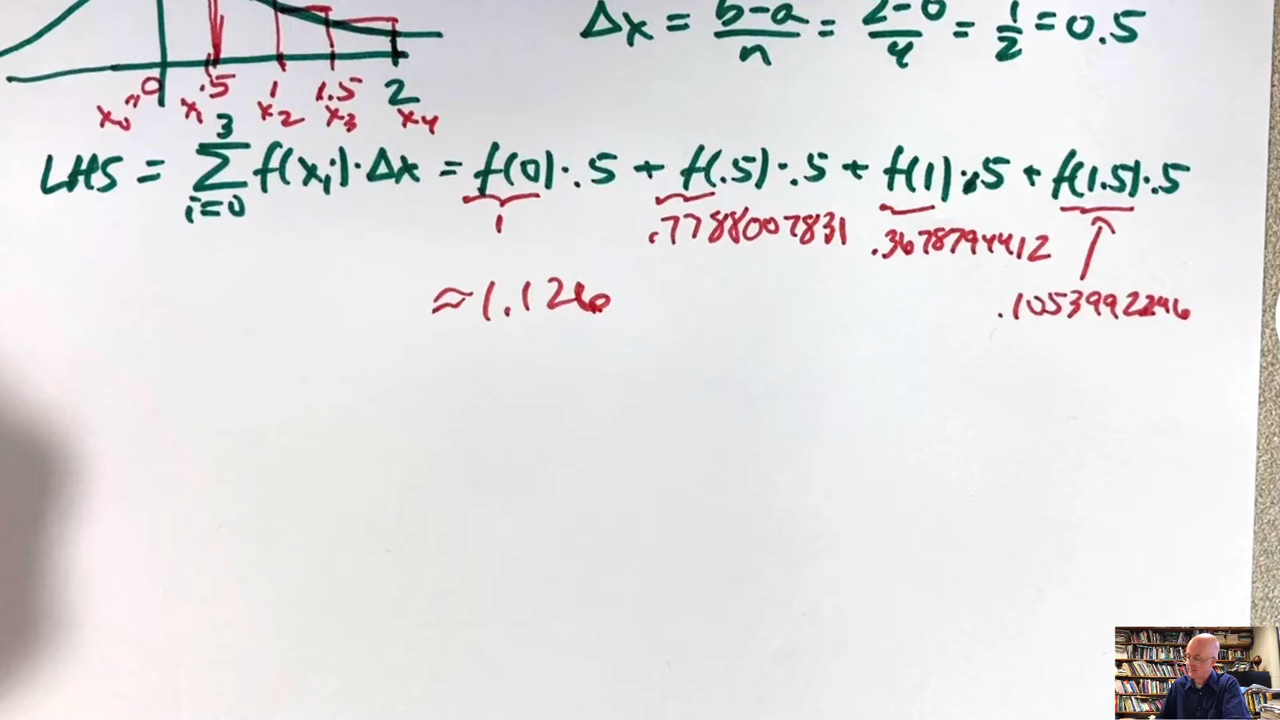 Δx = b-a/n = 2-0/4 = 1/2 = 0.5
0 .5 1 1.5 2
x₀ x₁ x₂ x₃ x₄
LHS = 3 Σ i=0 f(xᵢ)·Δx = f(0)·.5 + f(.5)·.5 + f(1)·.5 + f(1.5)·.5
1 .7788007831 .3678794412
≈ 1.126 .1053992246